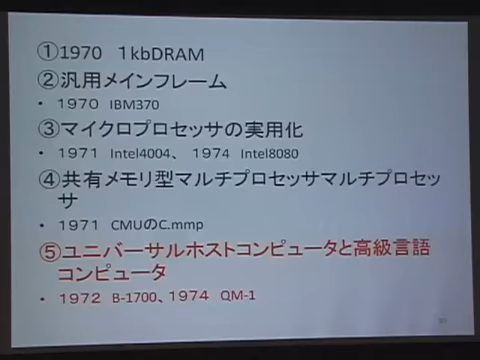 ①1970 1kbDRAM
②汎用メインフレーム
・ 1970 IBM370
③マイクロプロセッサの実用化
・ 1971 Intel4004、 1974 Intel8080
④共有メモリ型マルチプロセッサマルチプロセッ
サ
・ 1971 CMUのC.mmp
⑤ユニバーサルホストコンピュータと高級言語
コンピュータ
・ 1972 B-1700、1974 QM-1